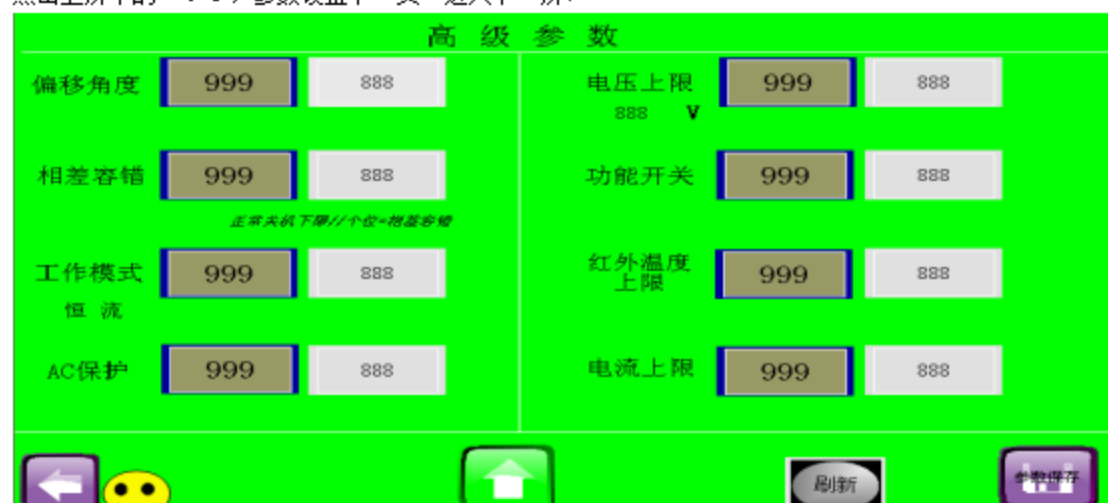 高 级 参 数
偏移角度 999 888
电压上限 999 888
888 V
相差容错 999 888
功能开关 999 888
正常关机下限//个位=相差容错
工作模式 999 888
恒 流
红外温度
上限 999 888
AC保护 999 888
电流上限 999 888
刷新
参数保存